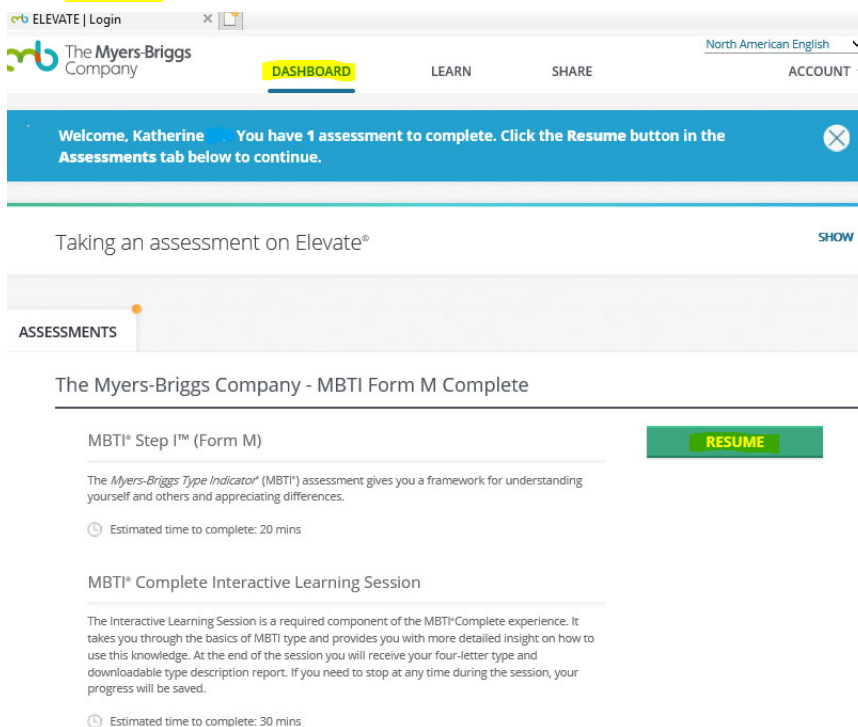 ELEVATE | Login
The Myers-Briggs
Company
North American English
DASHBOARD
LEARN
SHARE
ACCOUNT
Welcome, Katherine You have 1 assessment to complete. Click the Resume button in the
Assessments tab below to continue.
Taking an assessment on Elevate®
SHOW
ASSESSMENTS
The Myers-Briggs Company - MBTI Form M Complete
MBTI® Step I™ (Form M)
RESUME
The Myers-Briggs Type Indicator® (MBTI®) assessment gives you a framework for understanding
yourself and others and appreciating differences.
Estimated time to complete: 20 mins
MBTI® Complete Interactive Learning Session
The Interactive Learning Session is a required component of the MBTI®Complete experience. It
takes you through the basics of MBTI type and provides you with more detailed insight on how to
use this knowledge. At the end of the session you will receive your four-letter type and
downloadable type description report. If you need to stop at any time during the session, your
progress will be saved.
Estimated time to complete: 30 mins